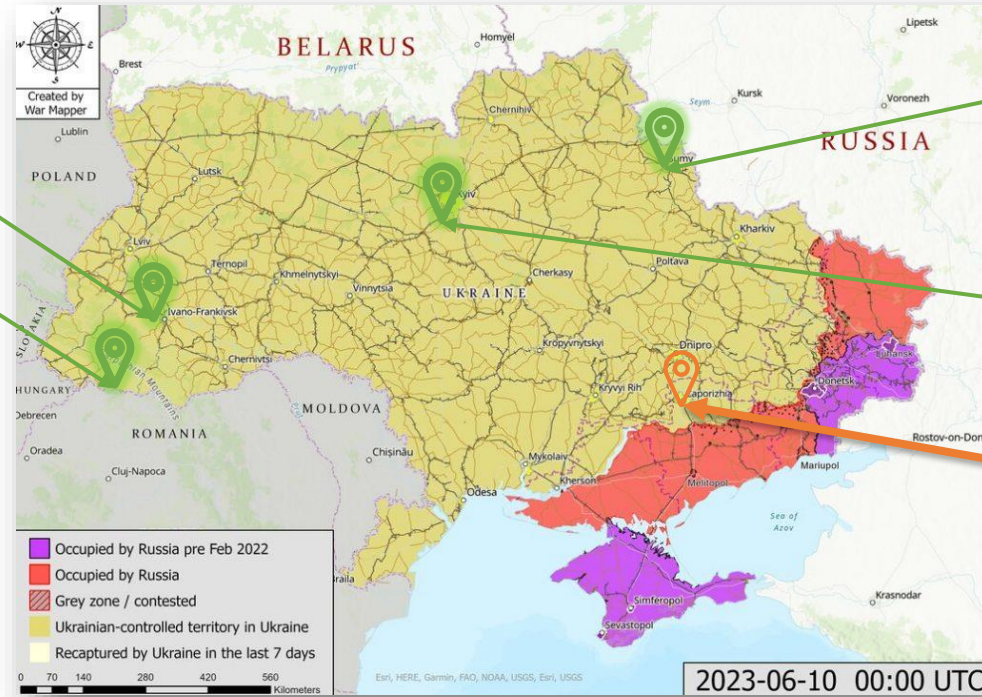 N
W
E
S
Created by
War Mapper
BELARUS
Homyel
Lipetsk
Brest
Prypyat'
Kursk
Voronezh
Seym
Chernihiv
RUSSIA
Lublin
POLAND
Lutsk
Lviv
Kharkiv
Ternopil
Khmelnytskyi
Poltava
Cherkasy
Vinnytsia
UKRAINE
Ivano-Frankivsk
SLOVAKIA
Kropyvnytskyi
Dnipro
Luhansk
Chernivtsi
Donetsk
HUNGARY
Mountains
Kryvyi Rih
MOLDOVA
Debrecen
ROMANIA
Prut
Oradea
Chișinău
Rostov-on-Don
Mykolaiv
Mariupol
Cluj-Napoca
Kherson
Melitopol
Odesa
Sea of
Azov
Occupied by Russia pre Feb 2022
Occupied by Russia
Grey zone / contested
Ukrainian-controlled territory in Ukraine
Recaptured by Ukraine in the last 7 days
Krasnodar
Simferopol
Sevastopol
0 70 140 280 420 560
Kilometers
Esri, HERE, Garmin, FAO, NOAA, USGS, Esri, USGS
2023-06-10 00:00 UTC